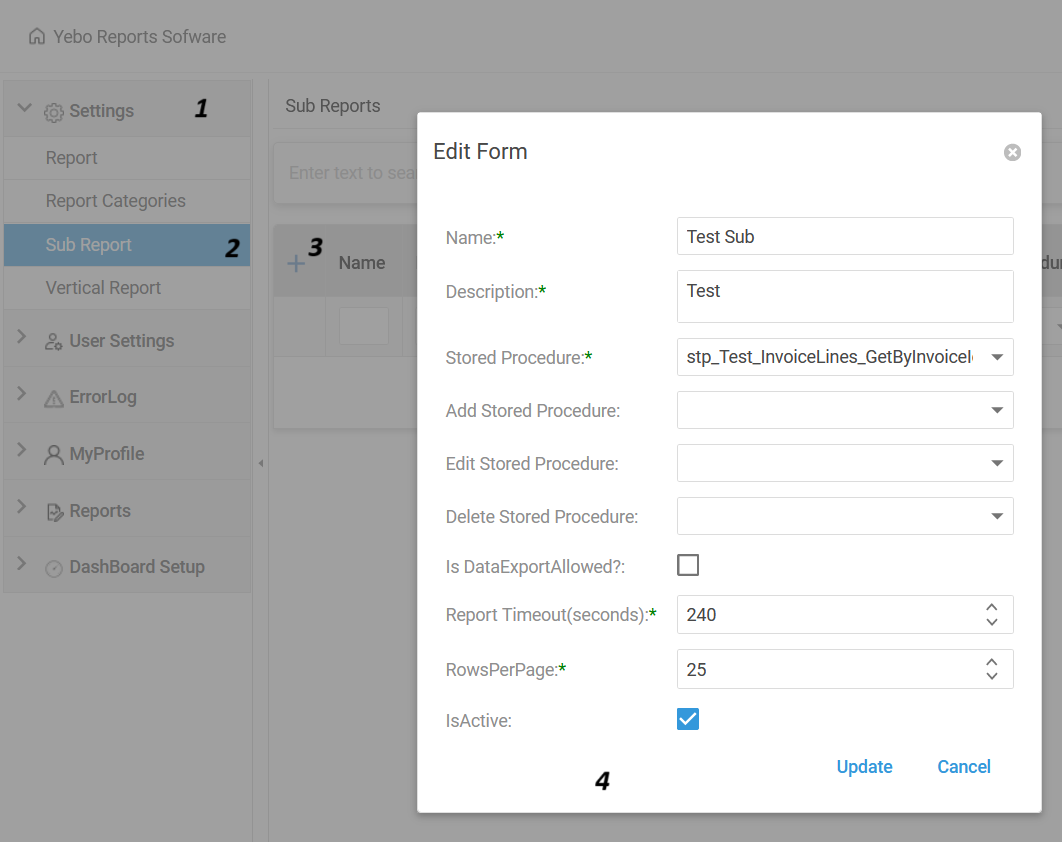 Yebo Reports Sofware
Settings 1
Report
Report Categories
Sub Report 2
Vertical Report
User Settings
ErrorLog
MyProfile
Reports
DashBoard Setup
Sub Reports
Enter text to sea
3
Name
Edit Form
Name:* Test Sub
Description:* Test
Stored Procedure:* stp_Test_InvoiceLines_GetByInvoiceI
Add Stored Procedure:
Edit Stored Procedure:
Delete Stored Procedure:
Is DataExportAllowed?:
Report Timeout(seconds):* 240
RowsPerPage:* 25
IsActive:
4
Update Cancel